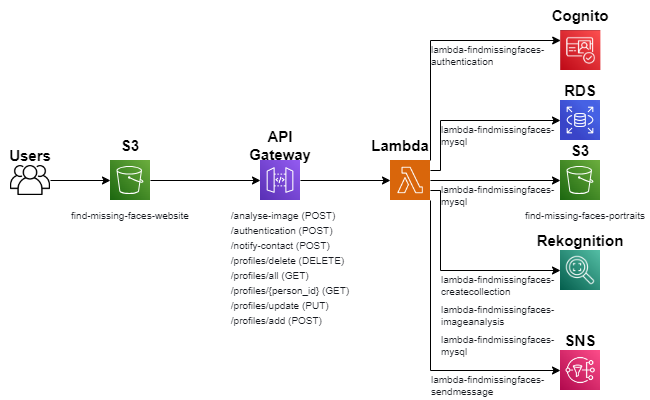 Cognito
lambda-findmissingfaces-
authentication
RDS
lambda-findmissingfaces-
mysql
Users
S3
API
Gateway
Lambda
S3
find-missing-faces-website
lambda-findmissingfaces-
mysql
find-missing-faces-portraits
/analyse-image (POST)
/authentication (POST)
/notify-contact (POST)
/profiles/delete (DELETE)
/profiles/all (GET)
/profiles/{person_id} (GET)
/profiles/update (PUT)
/profiles/add (POST)
Rekognition
lambda-findmissingfaces-
createcollection
lambda-findmissingfaces-
imageanalysis
lambda-findmissingfaces-
mysql
SNS
lambda-findmissingfaces-
sendmessage